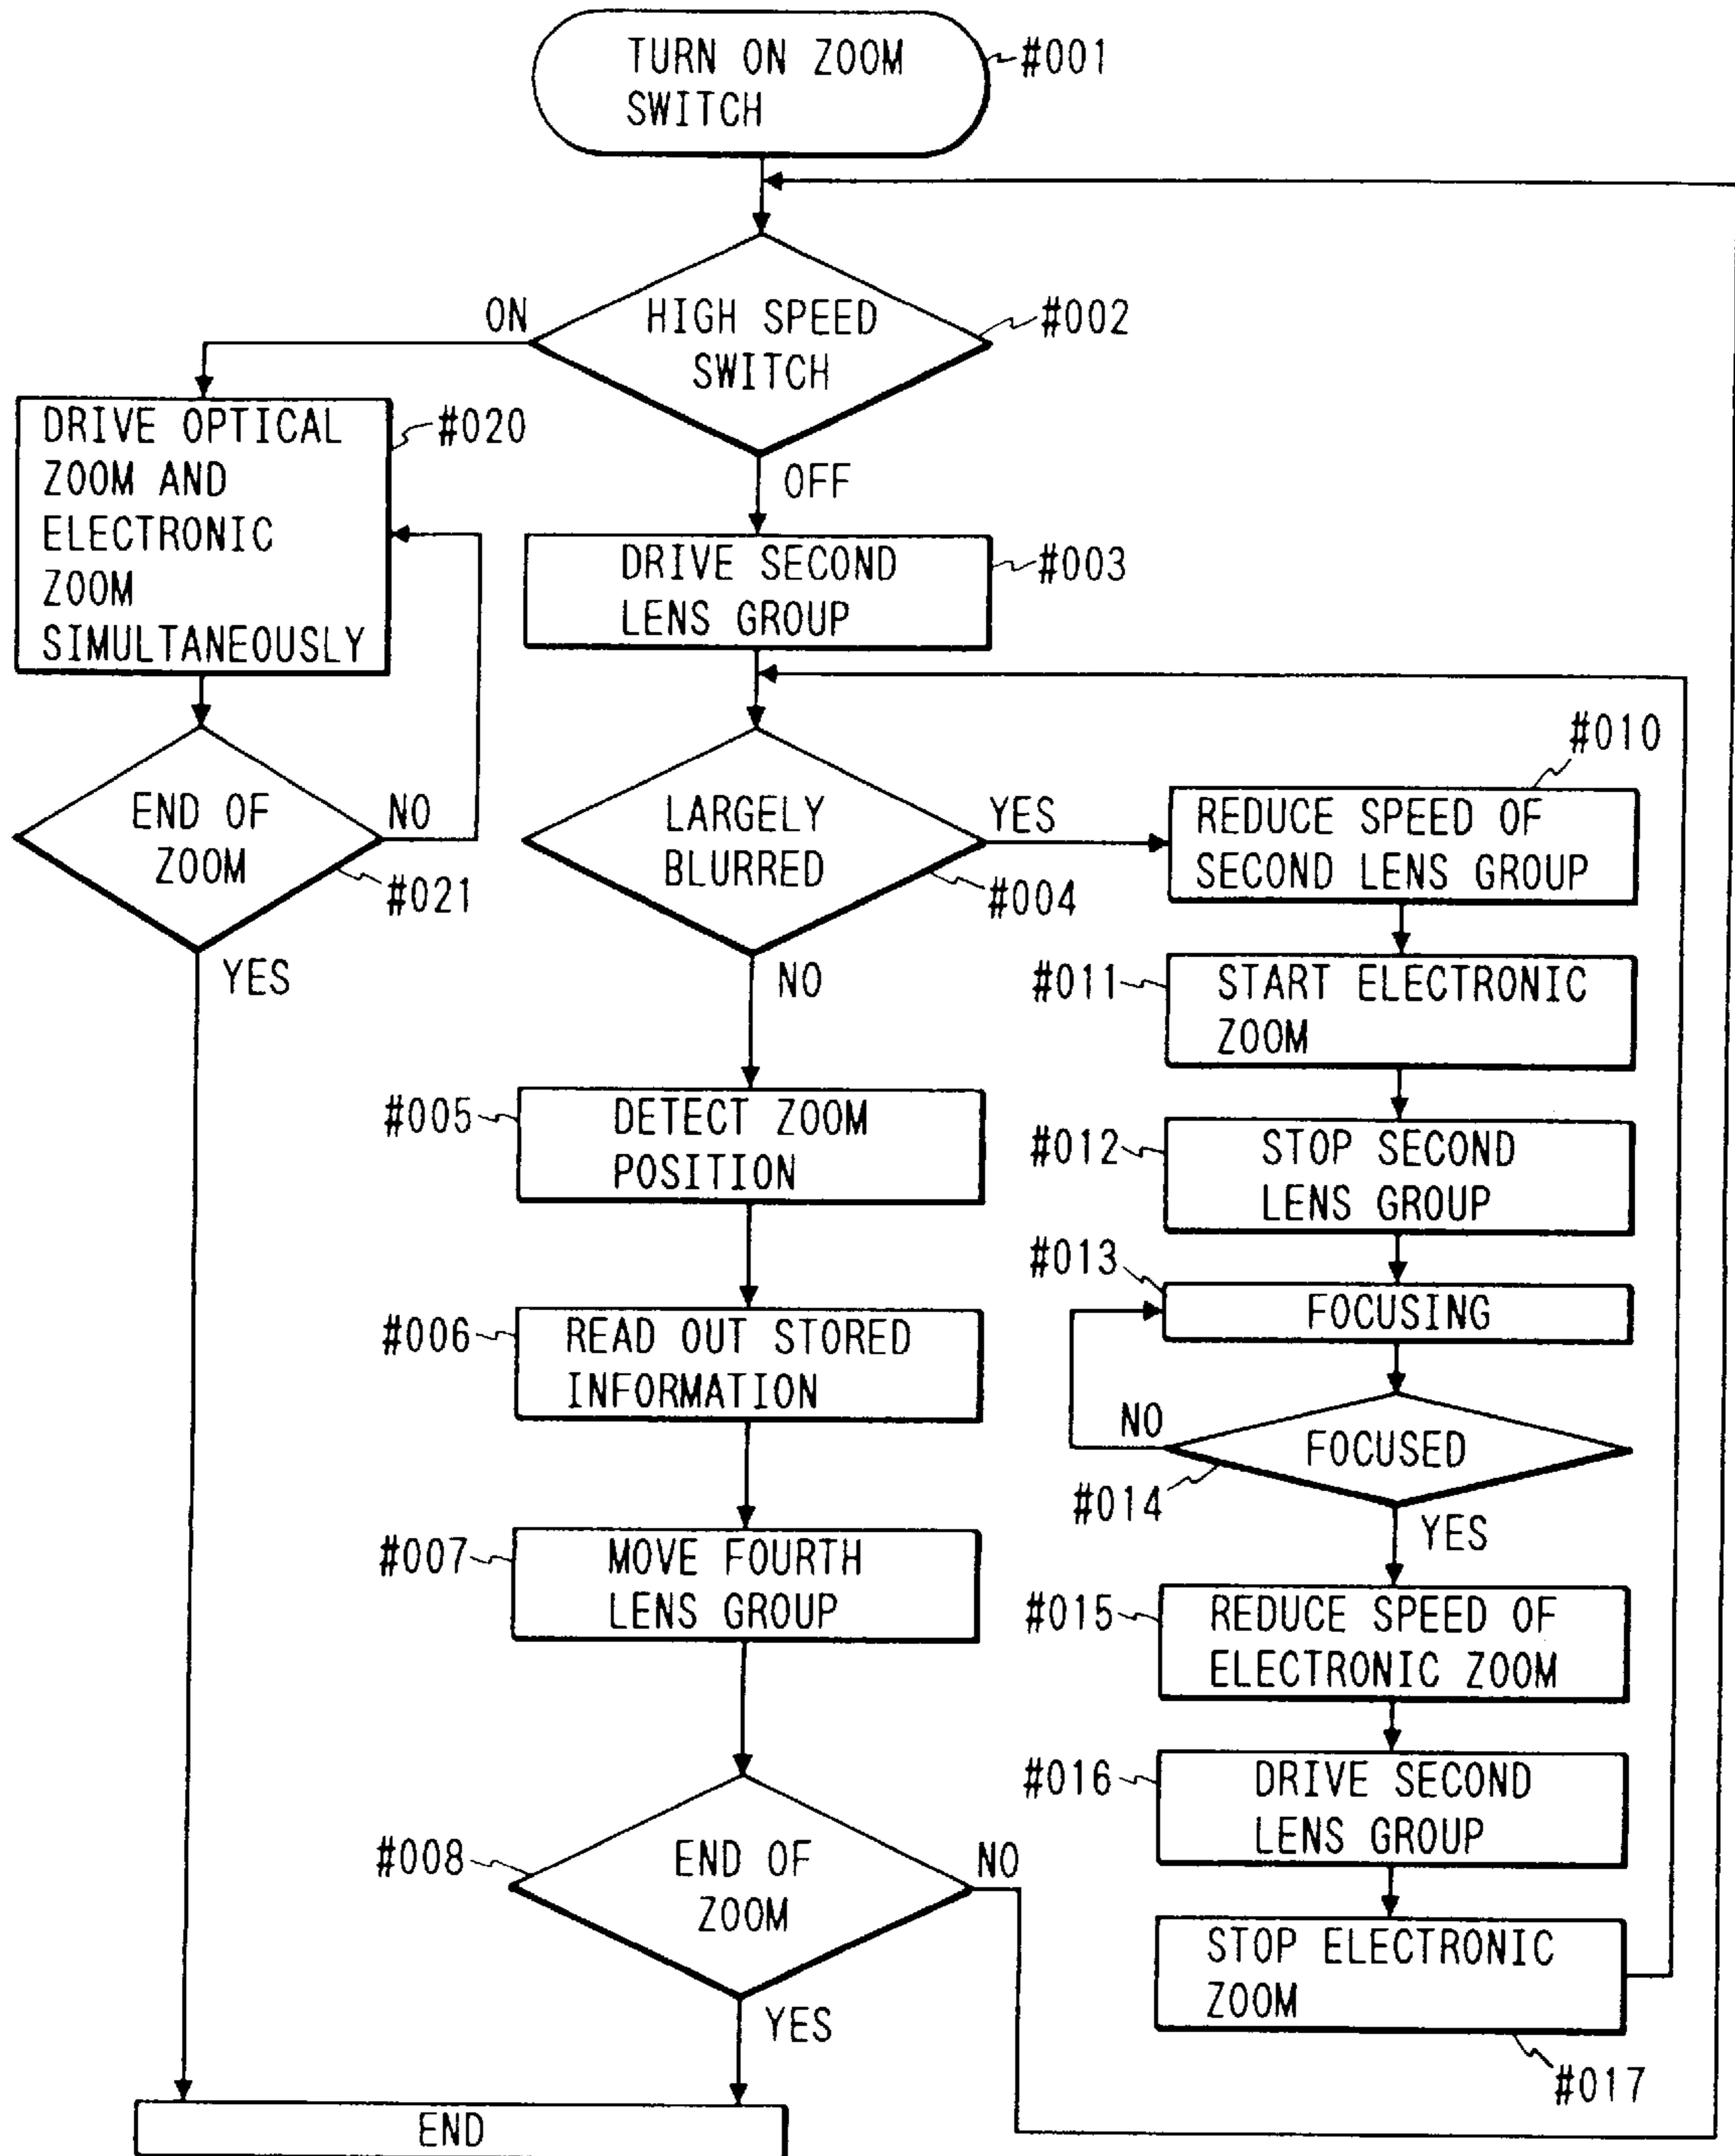 TURN ON ZOOM
SWITCH
#001
HIGH SPEED
SWITCH
#002
ON
OFF
DRIVE OPTICAL
ZOOM AND
ELECTRONIC
ZOOM
SIMULTANEOUSLY
#020
END OF
ZOOM
#021
NO
YES
DRIVE SECOND
LENS GROUP
#003
LARGELY
BLURRED
#004
YES
NO
DETECT ZOOM
POSITION
#005
READ OUT STORED
INFORMATION
#006
MOVE FOURTH
LENS GROUP
#007
END OF
ZOOM
#008
NO
YES
#010
REDUCE SPEED OF
SECOND LENS GROUP
#011
START ELECTRONIC
ZOOM
#012
STOP SECOND
LENS GROUP
#013
FOCUSING
NO
FOCUSED
#014
YES
#015
REDUCE SPEED OF
ELECTRONIC ZOOM
#016
DRIVE SECOND
LENS GROUP
STOP ELECTRONIC
ZOOM
#017
END